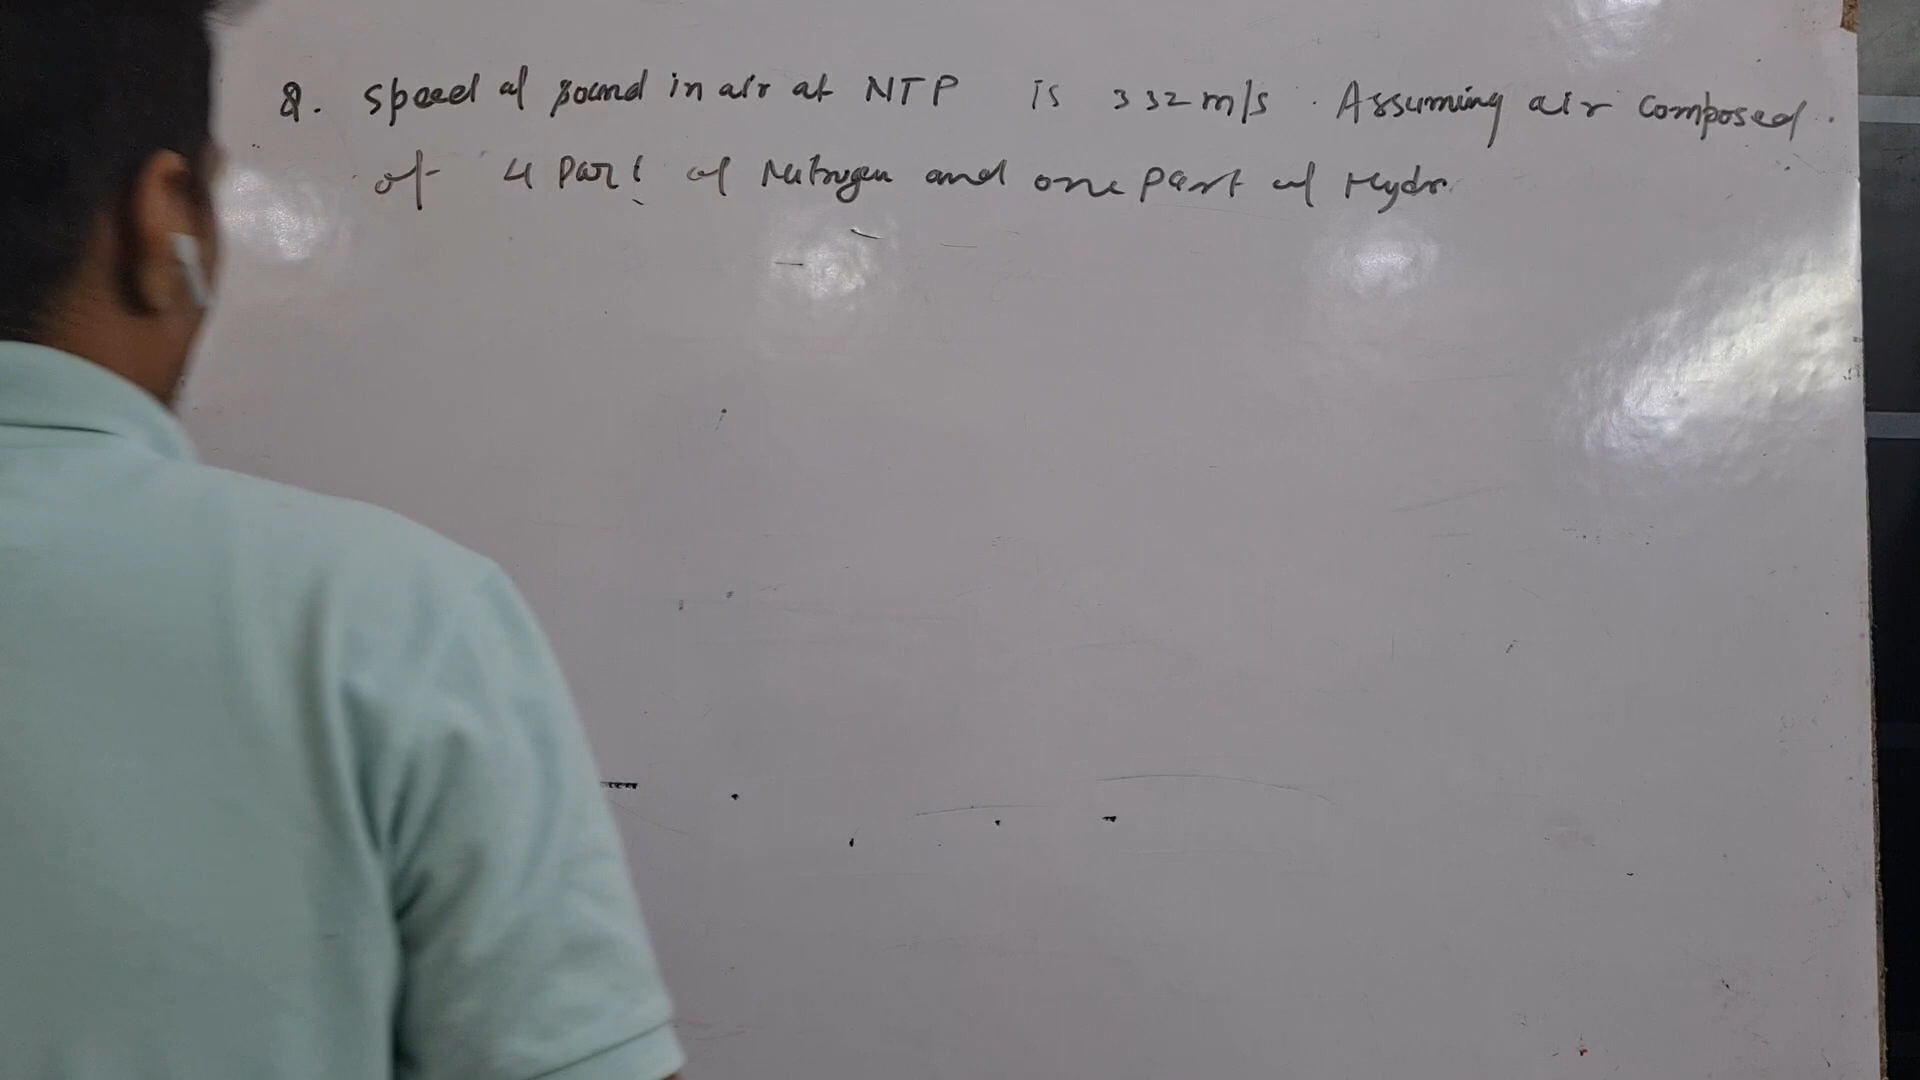 Q. Speed of sound in air at NTP is 332 m/s. Assuming air composed
of 4 part of Nitrogen and one part of Hydr